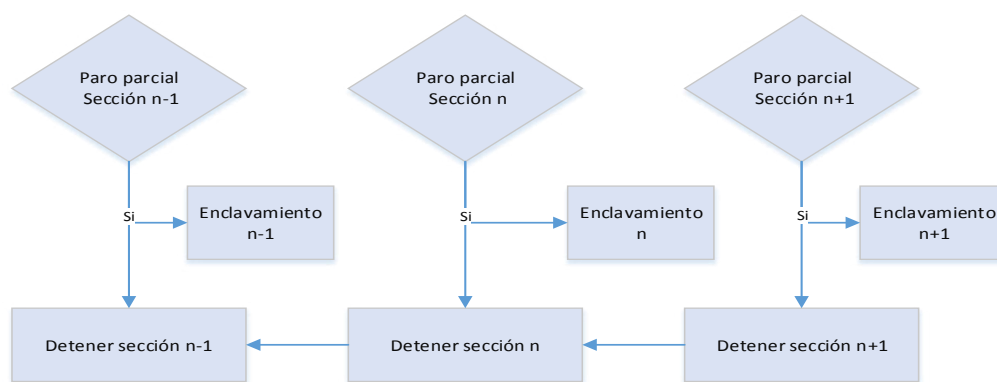 Paro parcial
Sección n-1
Paro parcial
Sección n
Paro parcial
Sección n+1
Si
Enclavamiento
n-1
Si
Enclavamiento
n
Si
Enclavamiento
n+1
Detener sección n-1
Detener sección n
Detener sección n+1